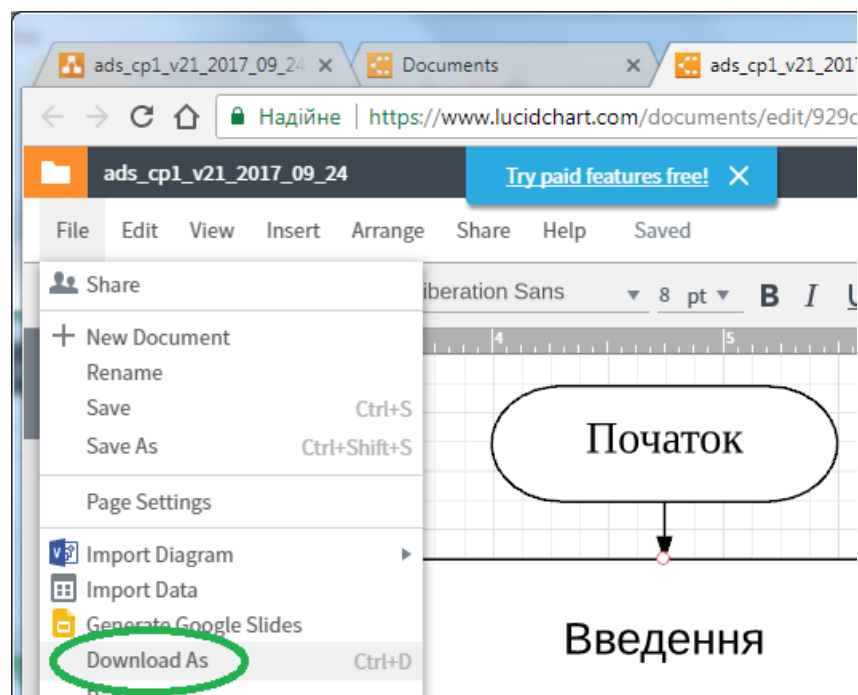 ads_cp1_v21_2017_09_24
Documents
ads_cp1_v21_201
Надійне
https://www.lucidchart.com/documents/edit/929c
ads_cp1_v21_2017_09_24
Try paid features free!
File Edit View Insert Arrange Share Help Saved
Share
iberation Sans 8 pt B I U
New Document
4 5
Rename
Save Ctrl+S
Save As Ctrl+Shift+S
Початок
Page Settings
Import Diagram
Import Data
Generate Google Slides
Введення
Download As Ctrl+D